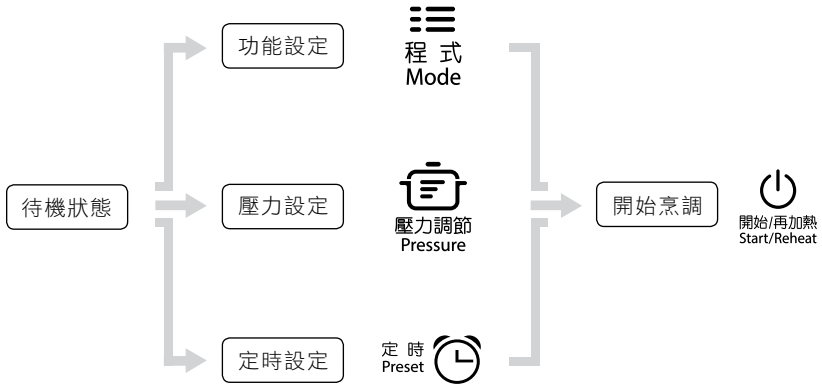 功能設定
程 式
Mode
待機狀態
壓力設定
壓力調節
Pressure
開始烹調
開始/再加熱
Start/Reheat
定時設定
定 時
Preset